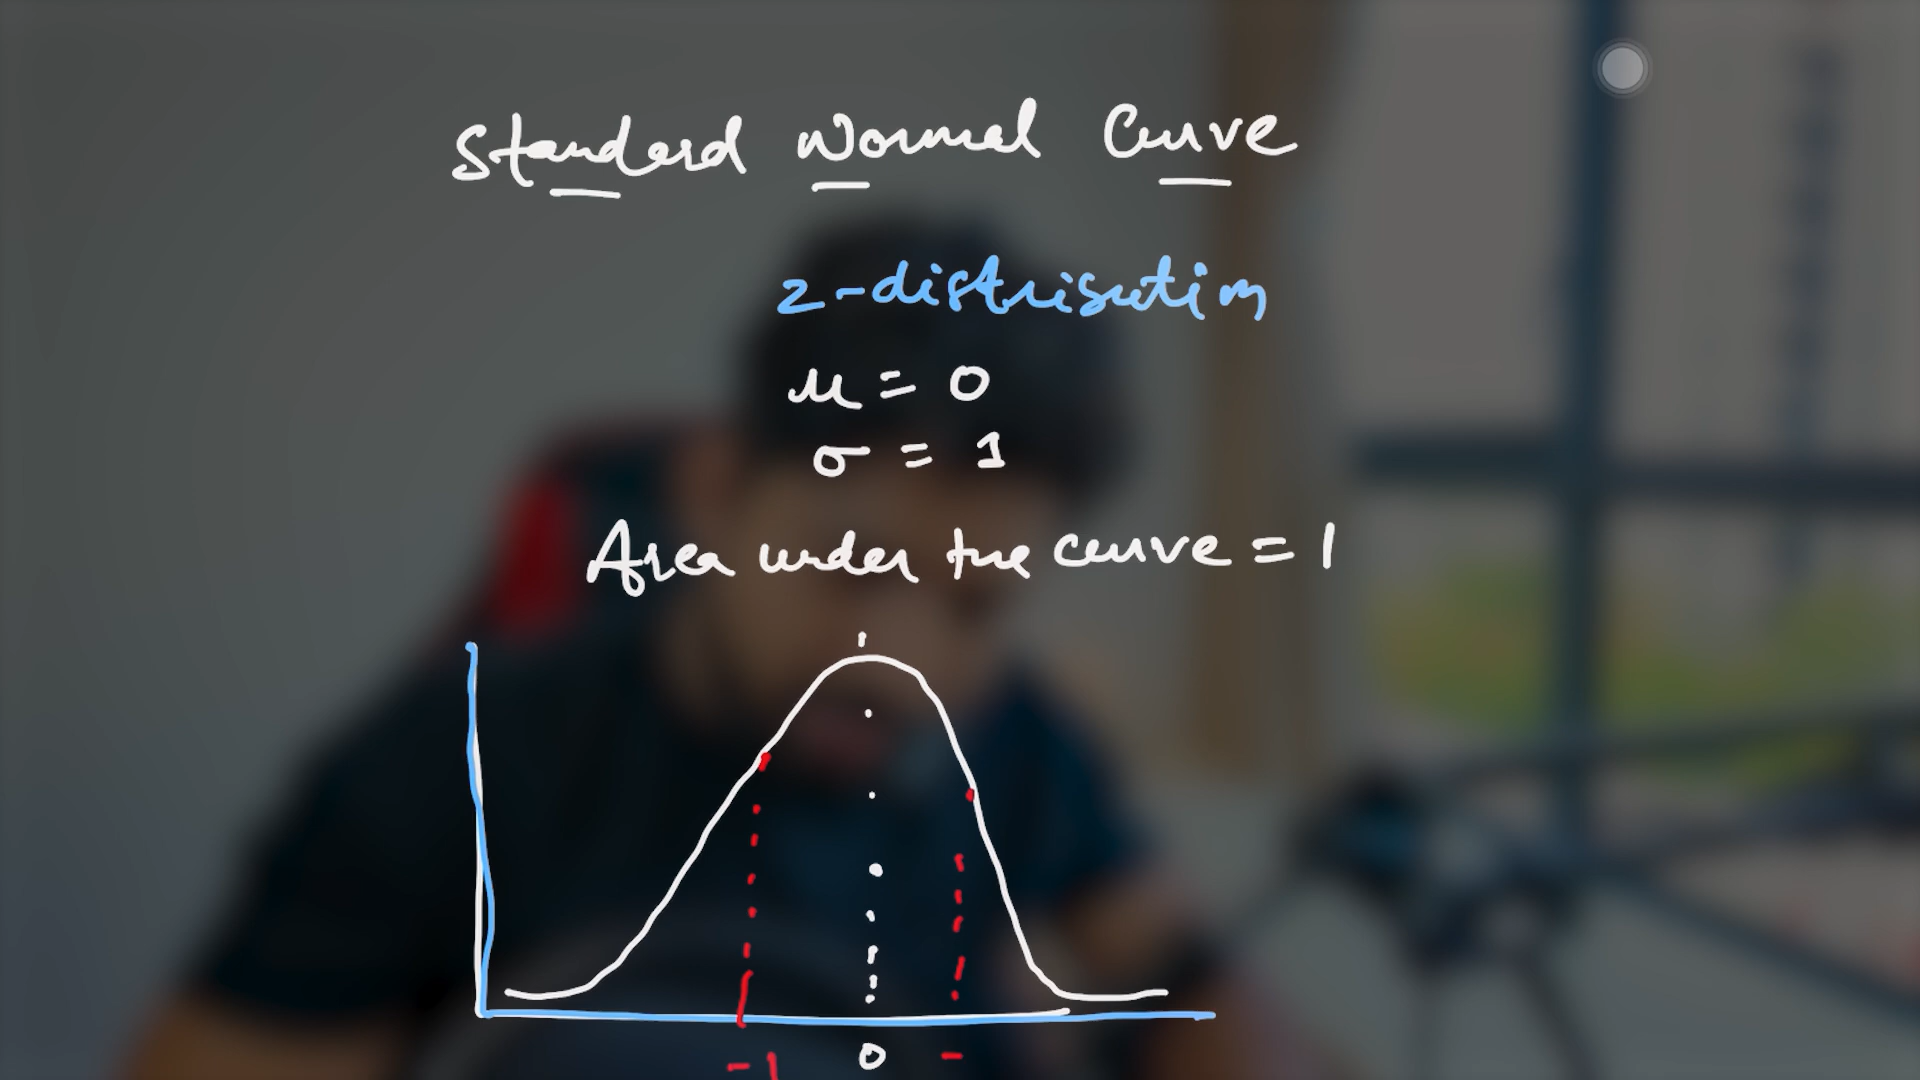 Standard Normal Curve
z-distribution
μ = 0
σ = 1
Area under the curve = 1
-1 0 -